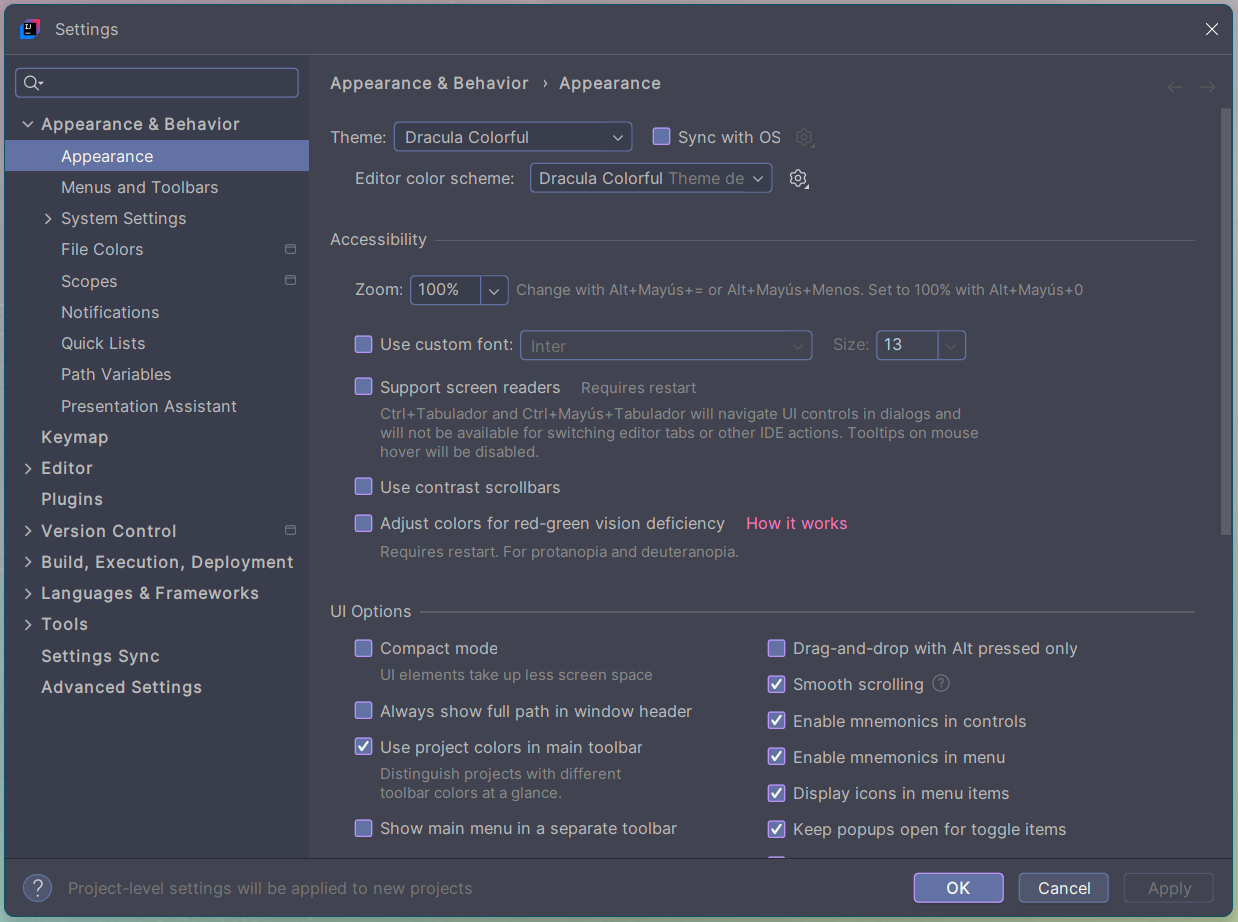 Settings
Appearance & Behavior
Appearance
Menus and Toolbars
System Settings
File Colors
Scopes
Notifications
Quick Lists
Path Variables
Presentation Assistant
Keymap
Editor
Plugins
Version Control
Build, Execution, Deployment
Languages & Frameworks
Tools
Settings Sync
Advanced Settings
Appearance & Behavior › Appearance
Theme: Dracula Colorful Sync with OS
Editor color scheme: Dracula Colorful Theme de
Accessibility
Zoom: 100% Change with Alt+Mayús+= or Alt+Mayús+Menos. Set to 100% with Alt+Mayús+0
Use custom font: Inter Size: 13
Support screen readers Requires restart
Ctrl+Tabulador and Ctrl+Mayús+Tabulador will navigate UI controls in dialogs and
will not be available for switching editor tabs or other IDE actions. Tooltips on mouse
hover will be disabled.
Use contrast scrollbars
Adjust colors for red-green vision deficiency How it works
Requires restart. For protanopia and deuteranopia.
UI Options
Compact mode
UI elements take up less screen space
Always show full path in window header
Use project colors in main toolbar
Distinguish projects with different
toolbar colors at a glance.
Show main menu in a separate toolbar
Drag-and-drop with Alt pressed only
Smooth scrolling ?
Enable mnemonics in controls
Enable mnemonics in menu
Display icons in menu items
Keep popups open for toggle items
? Project-level settings will be applied to new projects
OK Cancel Apply